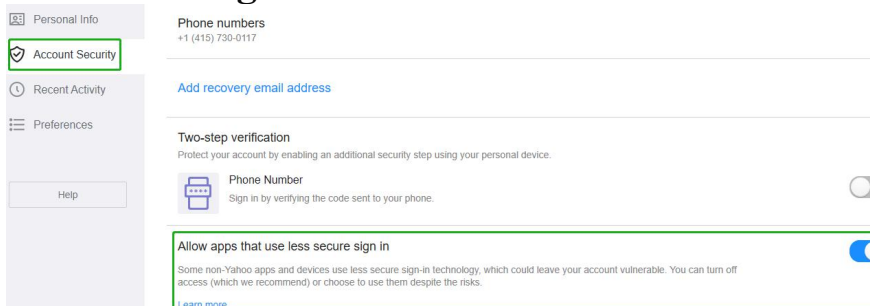 Personal Info
Account Security
Recent Activity
Preferences
Help
Phone numbers
+1 (415) 730-0117
Add recovery email address
Two-step verification
Protect your account by enabling an additional security step using your personal device.
Phone Number
Sign in by verifying the code sent to your phone.
Allow apps that use less secure sign in
Some non-Yahoo apps and devices use less secure sign-in technology, which could leave your account vulnerable. You can turn off
access (which we recommend) or choose to use them despite the risks.
Learn more